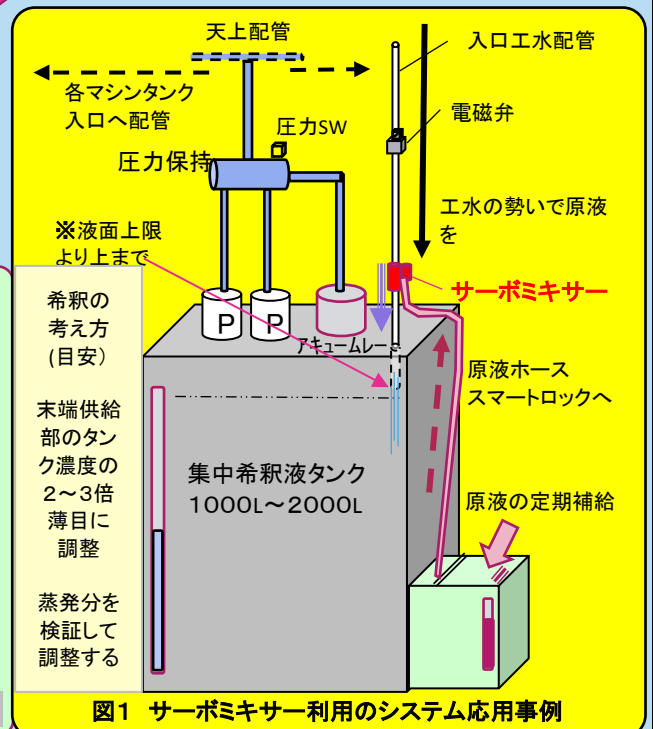 天上配管
入口工水配管
各マシンタンク
入口へ配管
圧力SW
電磁弁
圧力保持
工水の勢いで原液
を
※液面上限
より上まで
サーボミキサー
希釈の
考え方
(目安）
P
P
アキュームレー
原液ホース
スマートロックへ
末端供給
部のタン
ク濃度の
２～３倍
薄目に
調整
集中希釈液タンク
1000L～2000L
原液の定期補給
蒸発分を
検証して
調整する
図１ サーボミキサー利用のシステム応用事例